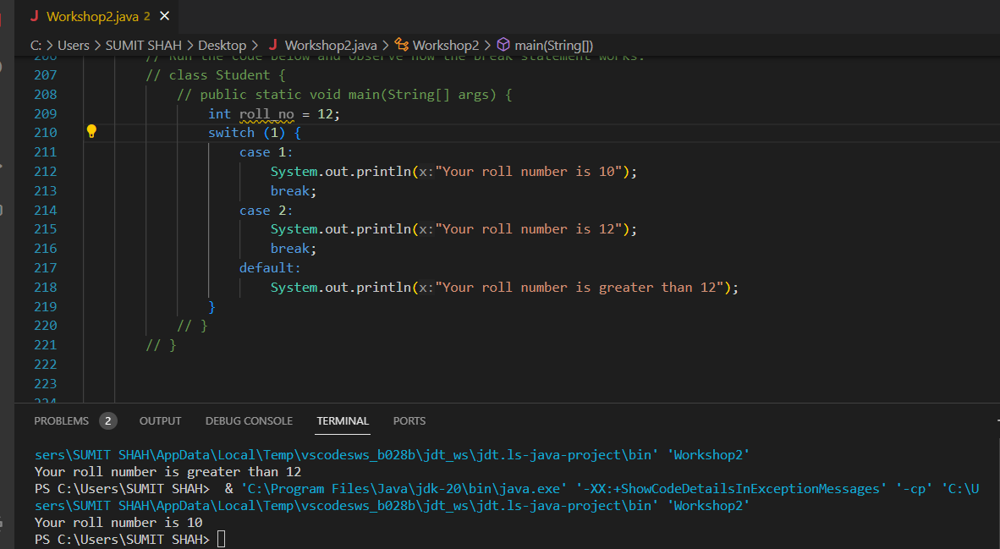 J Workshop2.java 2 ×
C: > Users > SUMIT SHAH > Desktop > J Workshop2.java > Workshop2 > main(String[])
206 // Run the code below and observe how the break statement works.
207 // class Student {
208 // public static void main(String[] args) {
209 int roll_no = 12;
210 switch (1) {
211 case 1:
212 System.out.println(x:"Your roll number is 10");
213 break;
214 case 2:
215 System.out.println(x:"Your roll number is 12");
216 break;
217 default:
218 System.out.println(x:"Your roll number is greater than 12");
219 }
220 // }
221 // }
222
223
224
PROBLEMS 2 OUTPUT DEBUG CONSOLE TERMINAL PORTS
sers\SUMIT SHAH\AppData\Local\Temp\vscodesws_b028b\jdt_ws\jdt.ls-java-project\bin' 'Workshop2'
Your roll number is greater than 12
PS C:\Users\SUMIT SHAH> & 'C:\Program Files\Java\jdk-20\bin\java.exe' '-XX:+ShowCodeDetailsInExceptionMessages' '-cp' 'C:\U
sers\SUMIT SHAH\AppData\Local\Temp\vscodesws_b028b\jdt_ws\jdt.ls-java-project\bin' 'Workshop2'
Your roll number is 10
PS C:\Users\SUMIT SHAH>